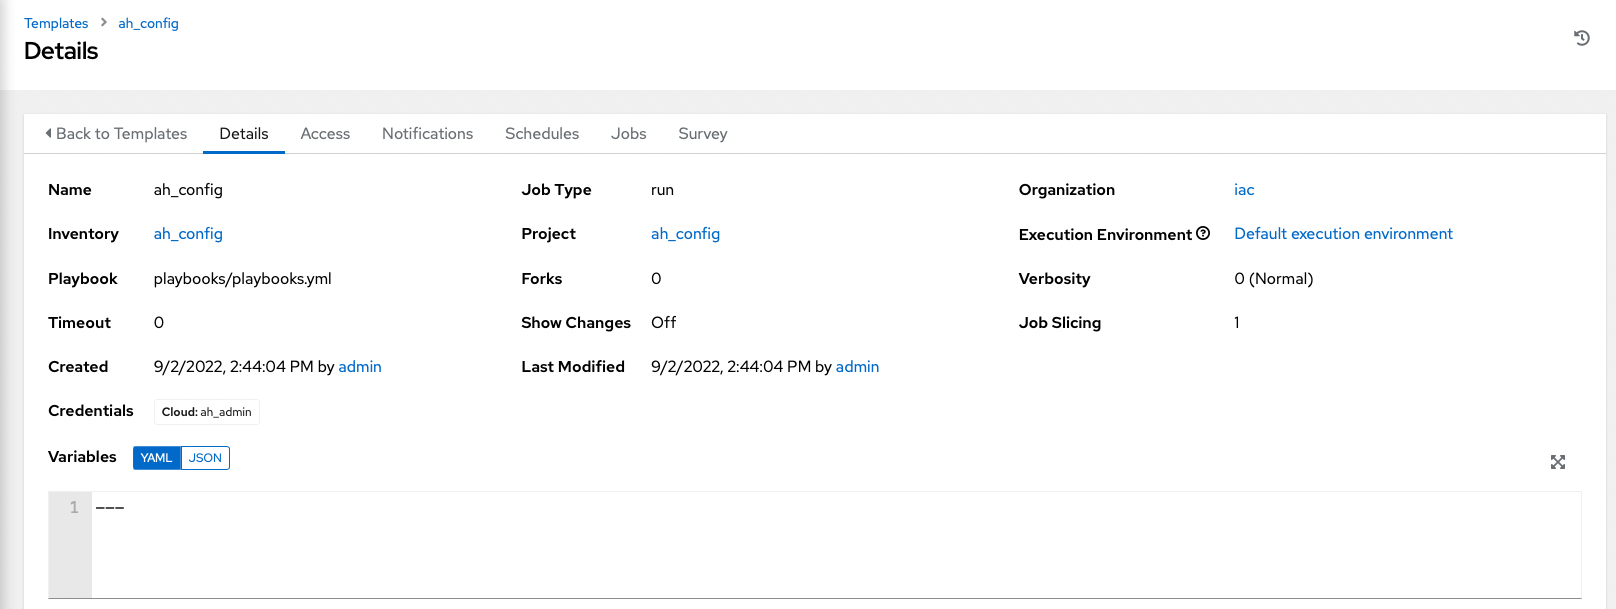 Templates > ah_config
Details
Back to Templates Details Access Notifications Schedules Jobs Survey
Name ah_config Job Type run Organization iac
Inventory ah_config Project ah_config Execution Environment Default execution environment
Playbook playbooks/playbooks.yml Forks 0 Verbosity 0 (Normal)
Timeout 0 Show Changes Off Job Slicing 1
Created 9/2/2022, 2:44:04 PM by admin Last Modified 9/2/2022, 2:44:04 PM by admin
Credentials Cloud: ah_admin
Variables YAML JSON
1 ---